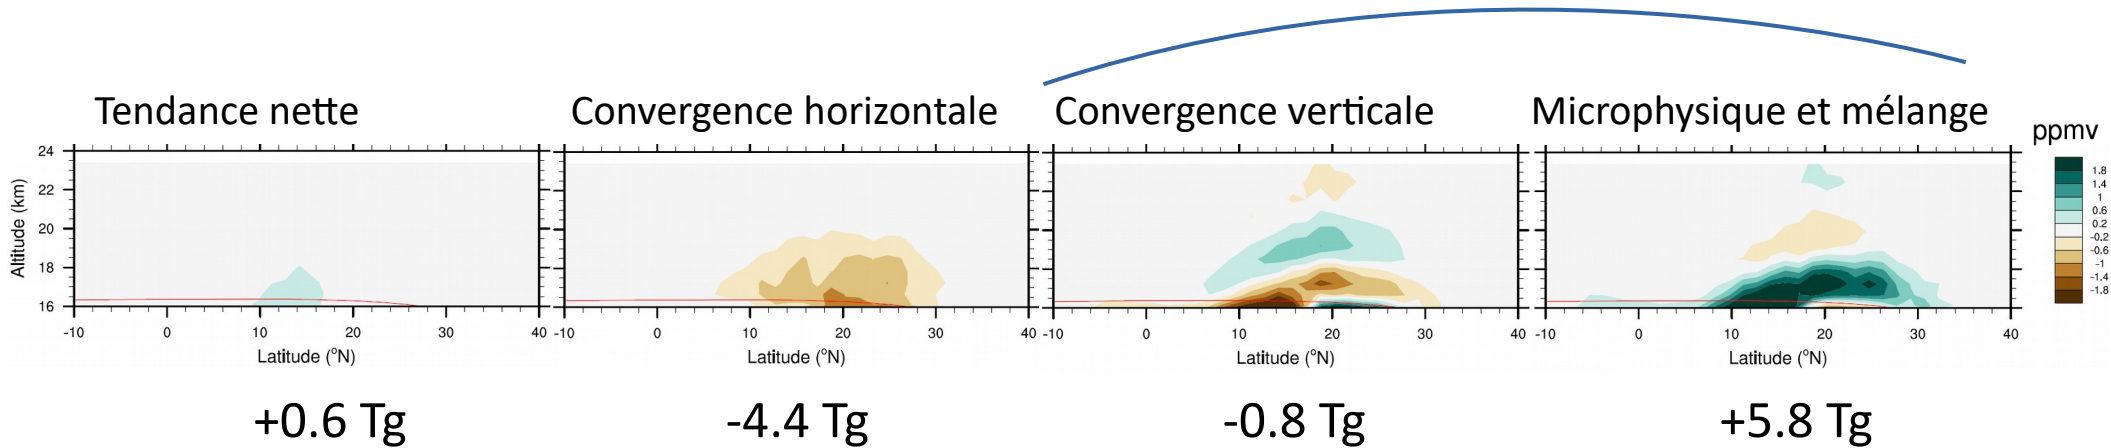 Tendance nette
Convergence horizontale
Convergence verticale
Microphysique et mélange
ppmv
Altitude (km)
24
22
20
18
16
-10 0 10 20 30 40
Latitude (°N)
-10 0 10 20 30 40
Latitude (°N)
-10 0 10 20 30 40
Latitude (°N)
-10 0 10 20 30 40
Latitude (°N)
1.8
1.4
1
0.6
0.2
-0.2
-0.6
-1
-1.4
-1.8
+0.6 Tg
-4.4 Tg
-0.8 Tg
+5.8 Tg